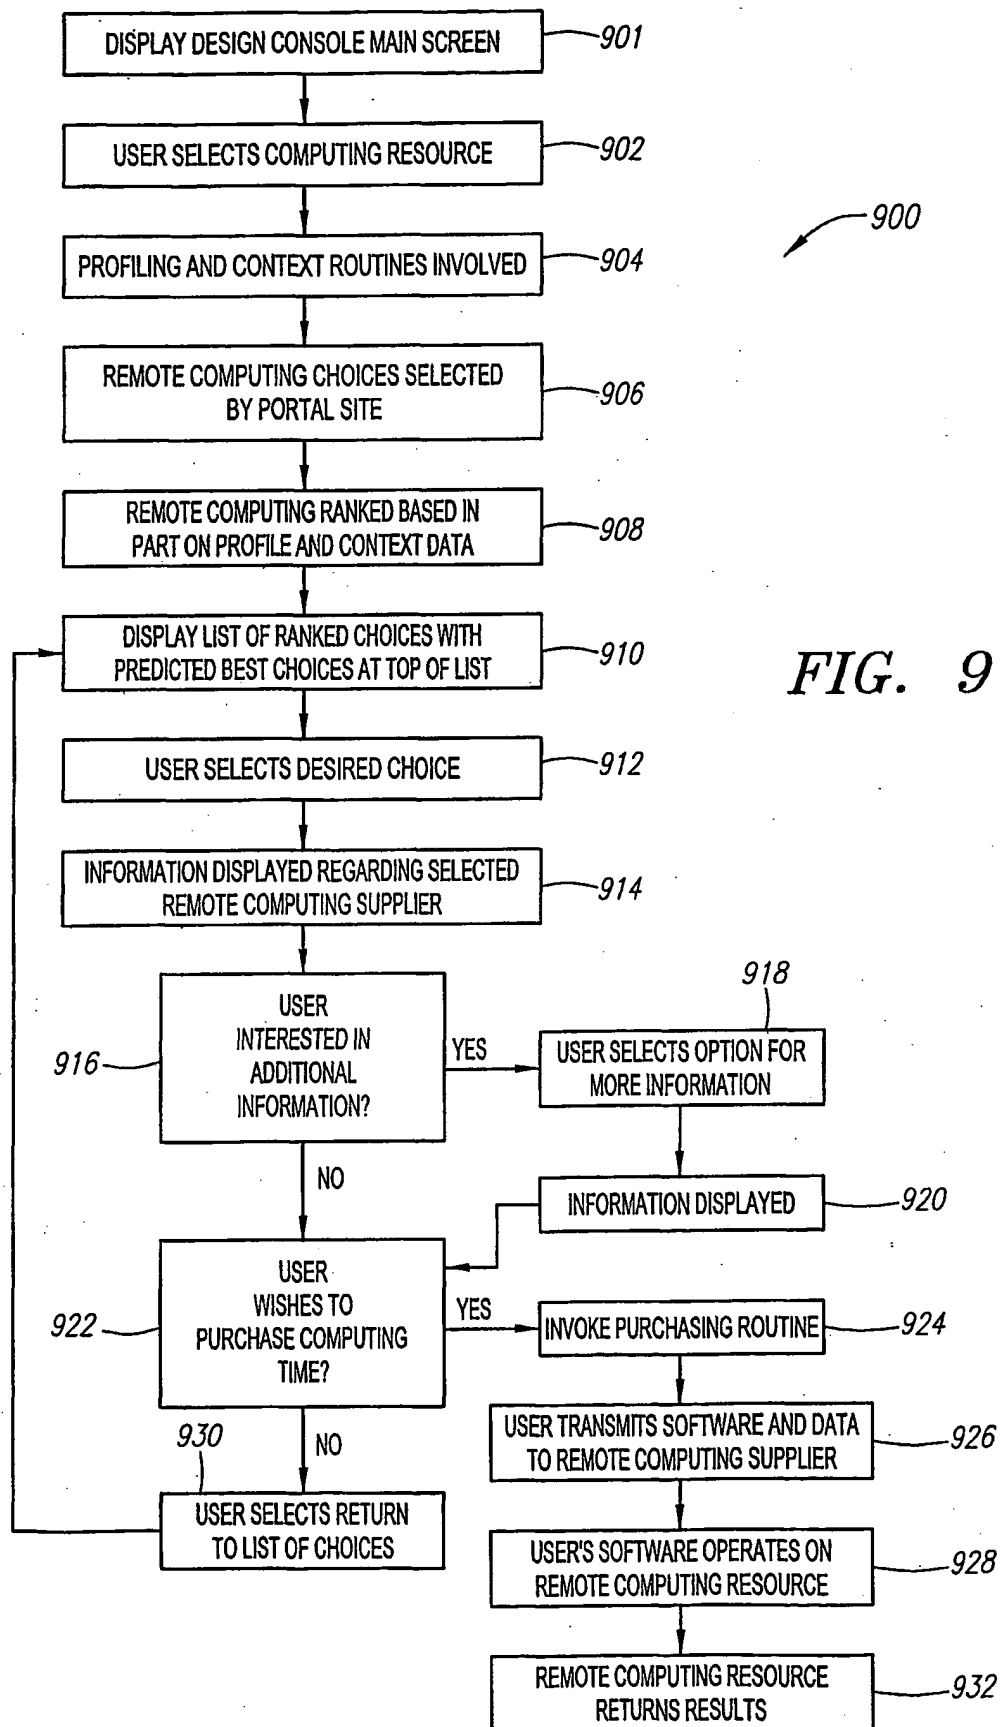 DISPLAY DESIGN CONSOLE MAIN SCREEN
901
USER SELECTS COMPUTING RESOURCE
902
900
PROFILING AND CONTEXT ROUTINES INVOLVED
904
REMOTE COMPUTING CHOICES SELECTED
BY PORTAL SITE
906
REMOTE COMPUTING RANKED BASED IN
PART ON PROFILE AND CONTEXT DATA
908
DISPLAY LIST OF RANKED CHOICES WITH
PREDICTED BEST CHOICES AT TOP OF LIST
910
FIG. 9
USER SELECTS DESIRED CHOICE
912
INFORMATION DISPLAYED REGARDING SELECTED
REMOTE COMPUTING SUPPLIER
914
USER
INTERESTED IN
ADDITIONAL
INFORMATION?
916
YES
918
USER SELECTS OPTION FOR
MORE INFORMATION
NO
INFORMATION DISPLAYED
920
USER
WISHES TO
PURCHASE COMPUTING
TIME?
922
YES
INVOKE PURCHASING ROUTINE
924
930
NO
USER TRANSMITS SOFTWARE AND DATA
TO REMOTE COMPUTING SUPPLIER
926
USER SELECTS RETURN
TO LIST OF CHOICES
USER'S SOFTWARE OPERATES ON
REMOTE COMPUTING RESOURCE
928
REMOTE COMPUTING RESOURCE
RETURNS RESULTS
932